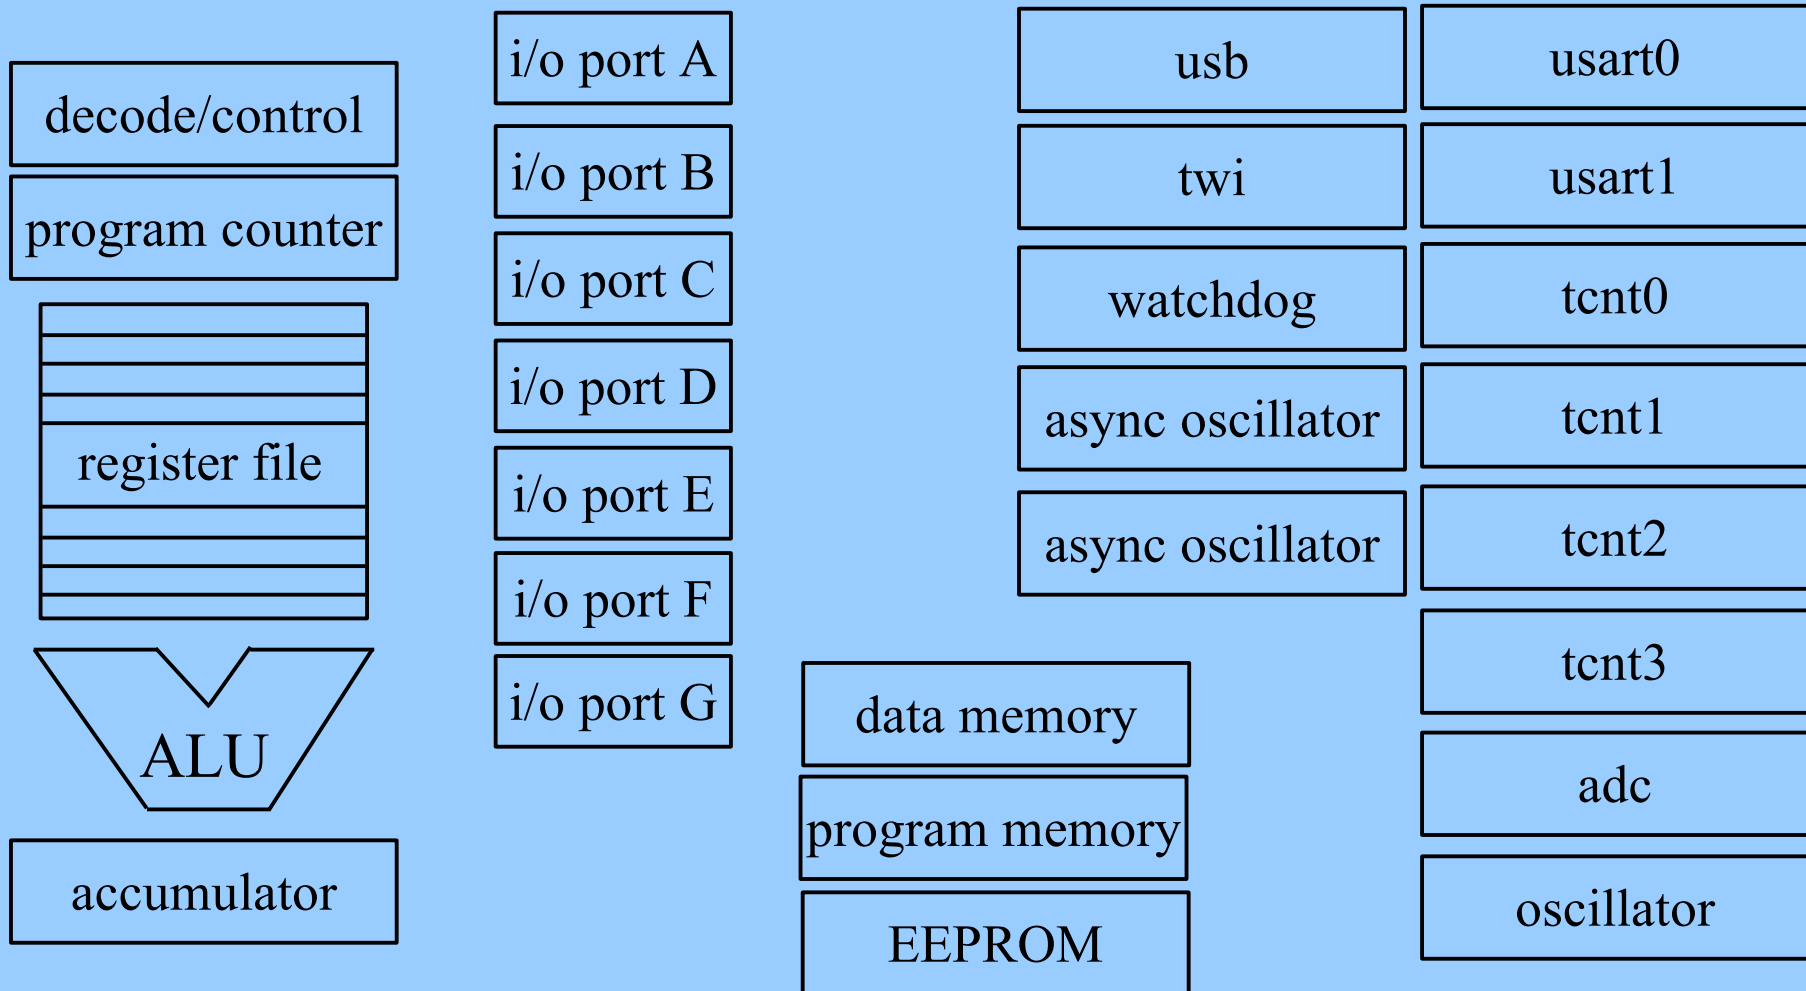 decode/control
program counter
register file
ALU
accumulator
i/o port A
i/o port B
i/o port C
i/o port D
i/o port E
i/o port F
i/o port G
data memory
program memory
EEPROM
usb
twi
watchdog
async oscillator
async oscillator
usart0
usart1
tcnt0
tcnt1
tcnt2
tcnt3
adc
oscillator